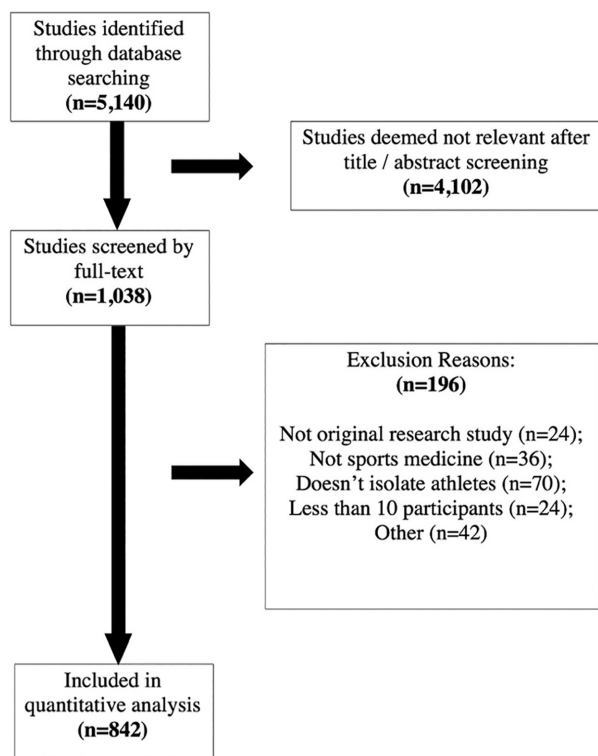 Studies identified
through database
searching
(n=5,140)
Studies deemed not relevant after
title / abstract screening
(n=4,102)
Studies screened by
full-text
(n=1,038)
Exclusion Reasons:
(n=196)
Not original research study (n=24);
Not sports medicine (n=36);
Doesn’t isolate athletes (n=70);
Less than 10 participants (n=24);
Other (n=42)
Included in
quantitative analysis
(n=842)